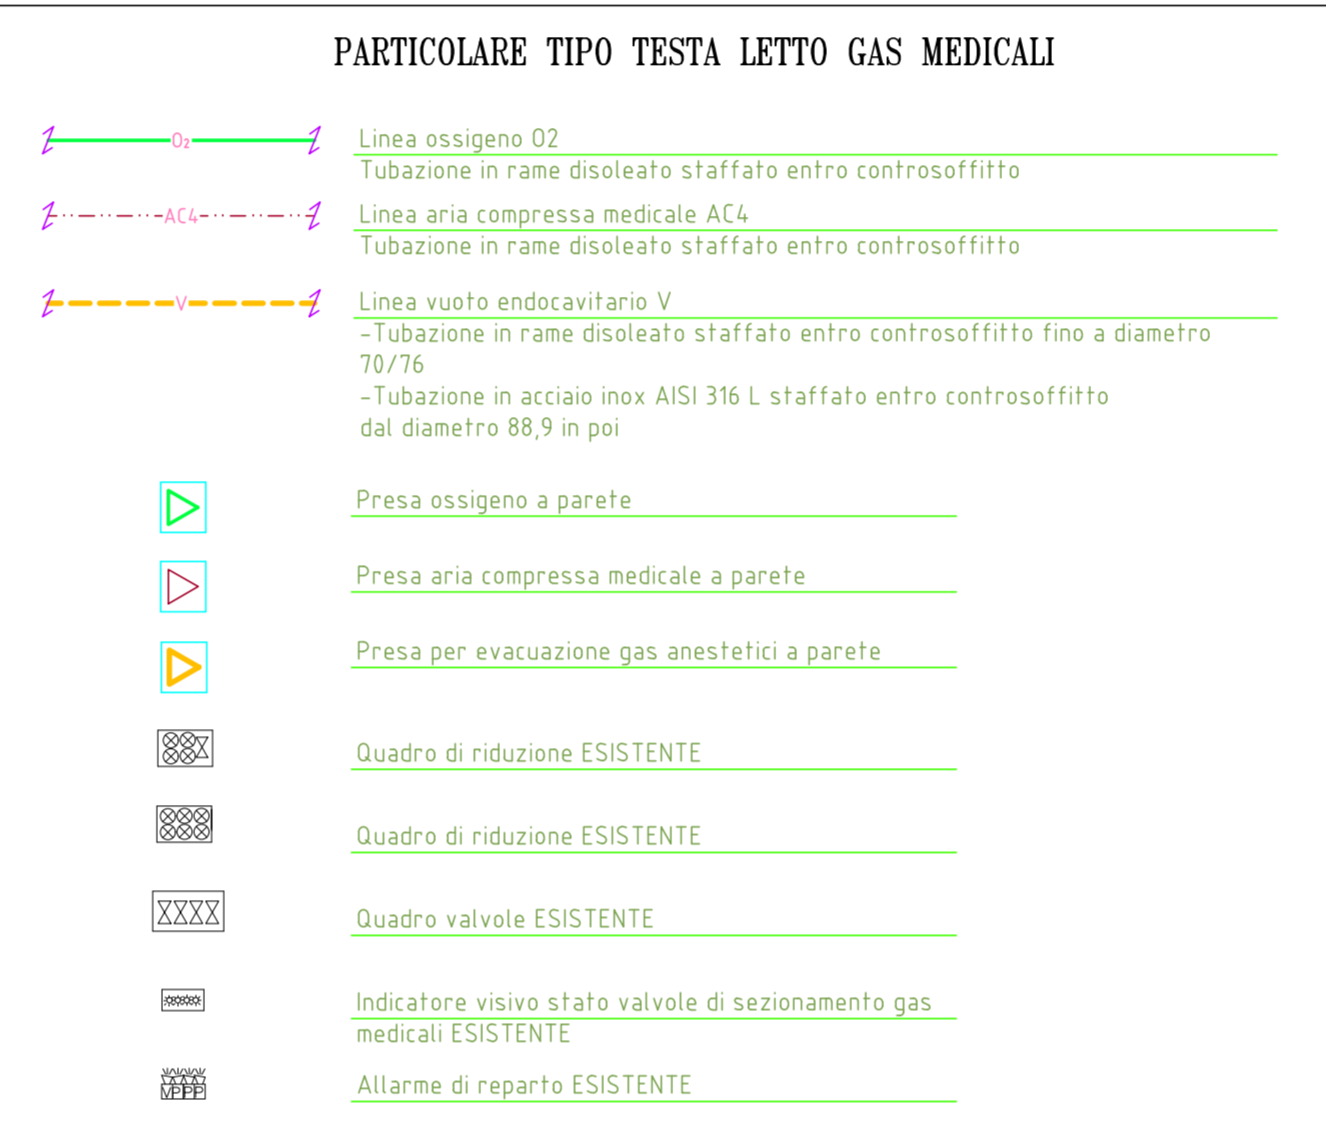 PARTICOLARE TIPO TESTA LETTO GAS MEDICALI
O2
Linea ossigeno O2
Tubazione in rame disoleato staffato entro controsoffitto
AC4
Linea aria compressa medicale AC4
Tubazione in rame disoleato staffato entro controsoffitto
V
Linea vuoto endocavitario V
-Tubazione in rame disoleato staffato entro controsoffitto fino a diametro
70/76
-Tubazione in acciaio inox AISI 316 L staffato entro controsoffitto
dal diametro 88,9 in poi
Presa ossigeno a parete
Presa aria compressa medicale a parete
Presa per evacuazione gas anestetici a parete
Quadro di riduzione ESISTENTE
Quadro di riduzione ESISTENTE
Quadro valvole ESISTENTE
Indicatore visivo stato valvole di sezionamento gas
medicali ESISTENTE
VPPP
Allarme di reparto ESISTENTE